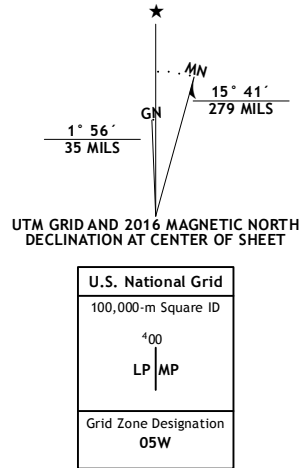 ★
MN
GN
15° 41´
279 MILS
1° 56´
35 MILS
UTM GRID AND 2016 MAGNETIC NORTH
DECLINATION AT CENTER OF SHEET
U.S. National Grid
100,000-m Square ID
⁴00
LP MP
Grid Zone Designation
05W